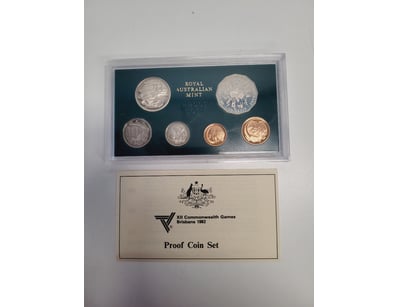 ROYAL
AUSTRALIAN
MINT
XII Commonwealth Games
Brisbane 1982
Proof Coin Set